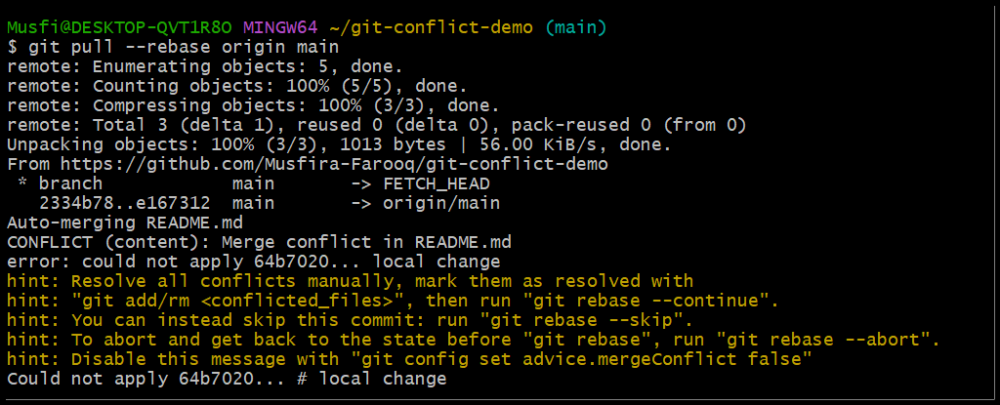 Musfi@DESKTOP-QVT1R8O MINGW64 ~/git-conflict-demo (main)
$ git pull --rebase origin main
remote: Enumerating objects: 5, done.
remote: Counting objects: 100% (5/5), done.
remote: Compressing objects: 100% (3/3), done.
remote: Total 3 (delta 1), reused 0 (delta 0), pack-reused 0 (from 0)
Unpacking objects: 100% (3/3), 1013 bytes | 56.00 KiB/s, done.
From https://github.com/Musfira-Farooq/git-conflict-demo
 * branch            main       -> FETCH_HEAD
   2334b78..e167312  main       -> origin/main
Auto-merging README.md
CONFLICT (content): Merge conflict in README.md
error: could not apply 64b7020... local change
hint: Resolve all conflicts manually, mark them as resolved with
hint: "git add/rm <conflicted_files>", then run "git rebase --continue".
hint: You can instead skip this commit: run "git rebase --skip".
hint: To abort and get back to the state before "git rebase", run "git rebase --abort".
hint: Disable this message with "git config set advice.mergeConflict false"
Could not apply 64b7020... # local change